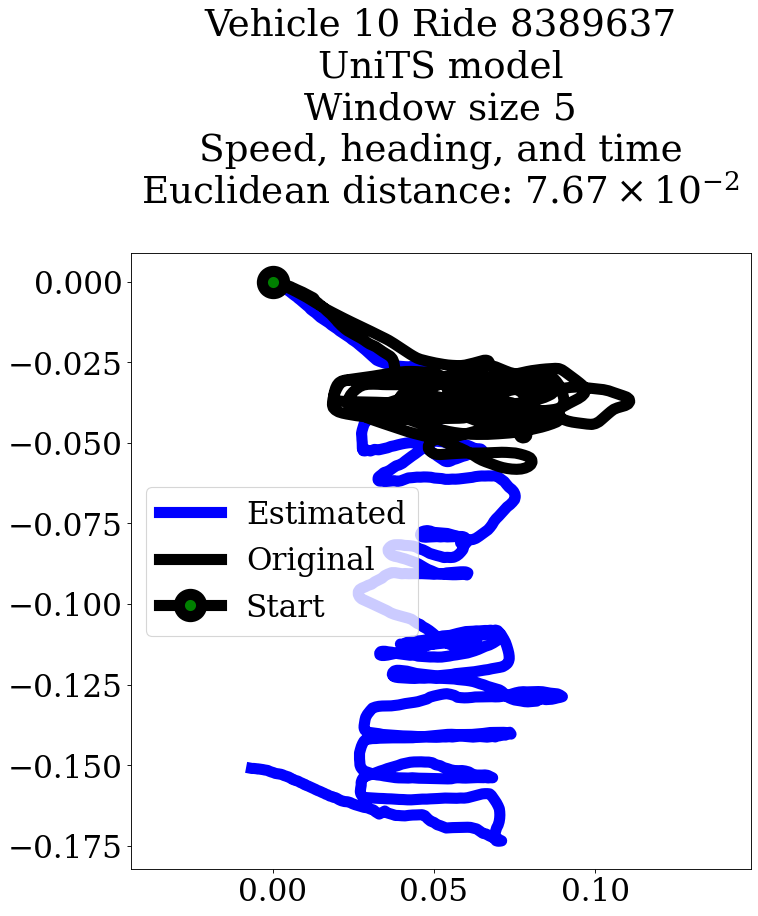 Vehicle 10 Ride 8389637
UniTS model
Window size 5
Speed, heading, and time
Euclidean distance: 7.67 × 10⁻²
0.000
−0.025
−0.050
−0.075
−0.100
−0.125
−0.150
−0.175
Estimated
Original
Start
0.00 0.05 0.10